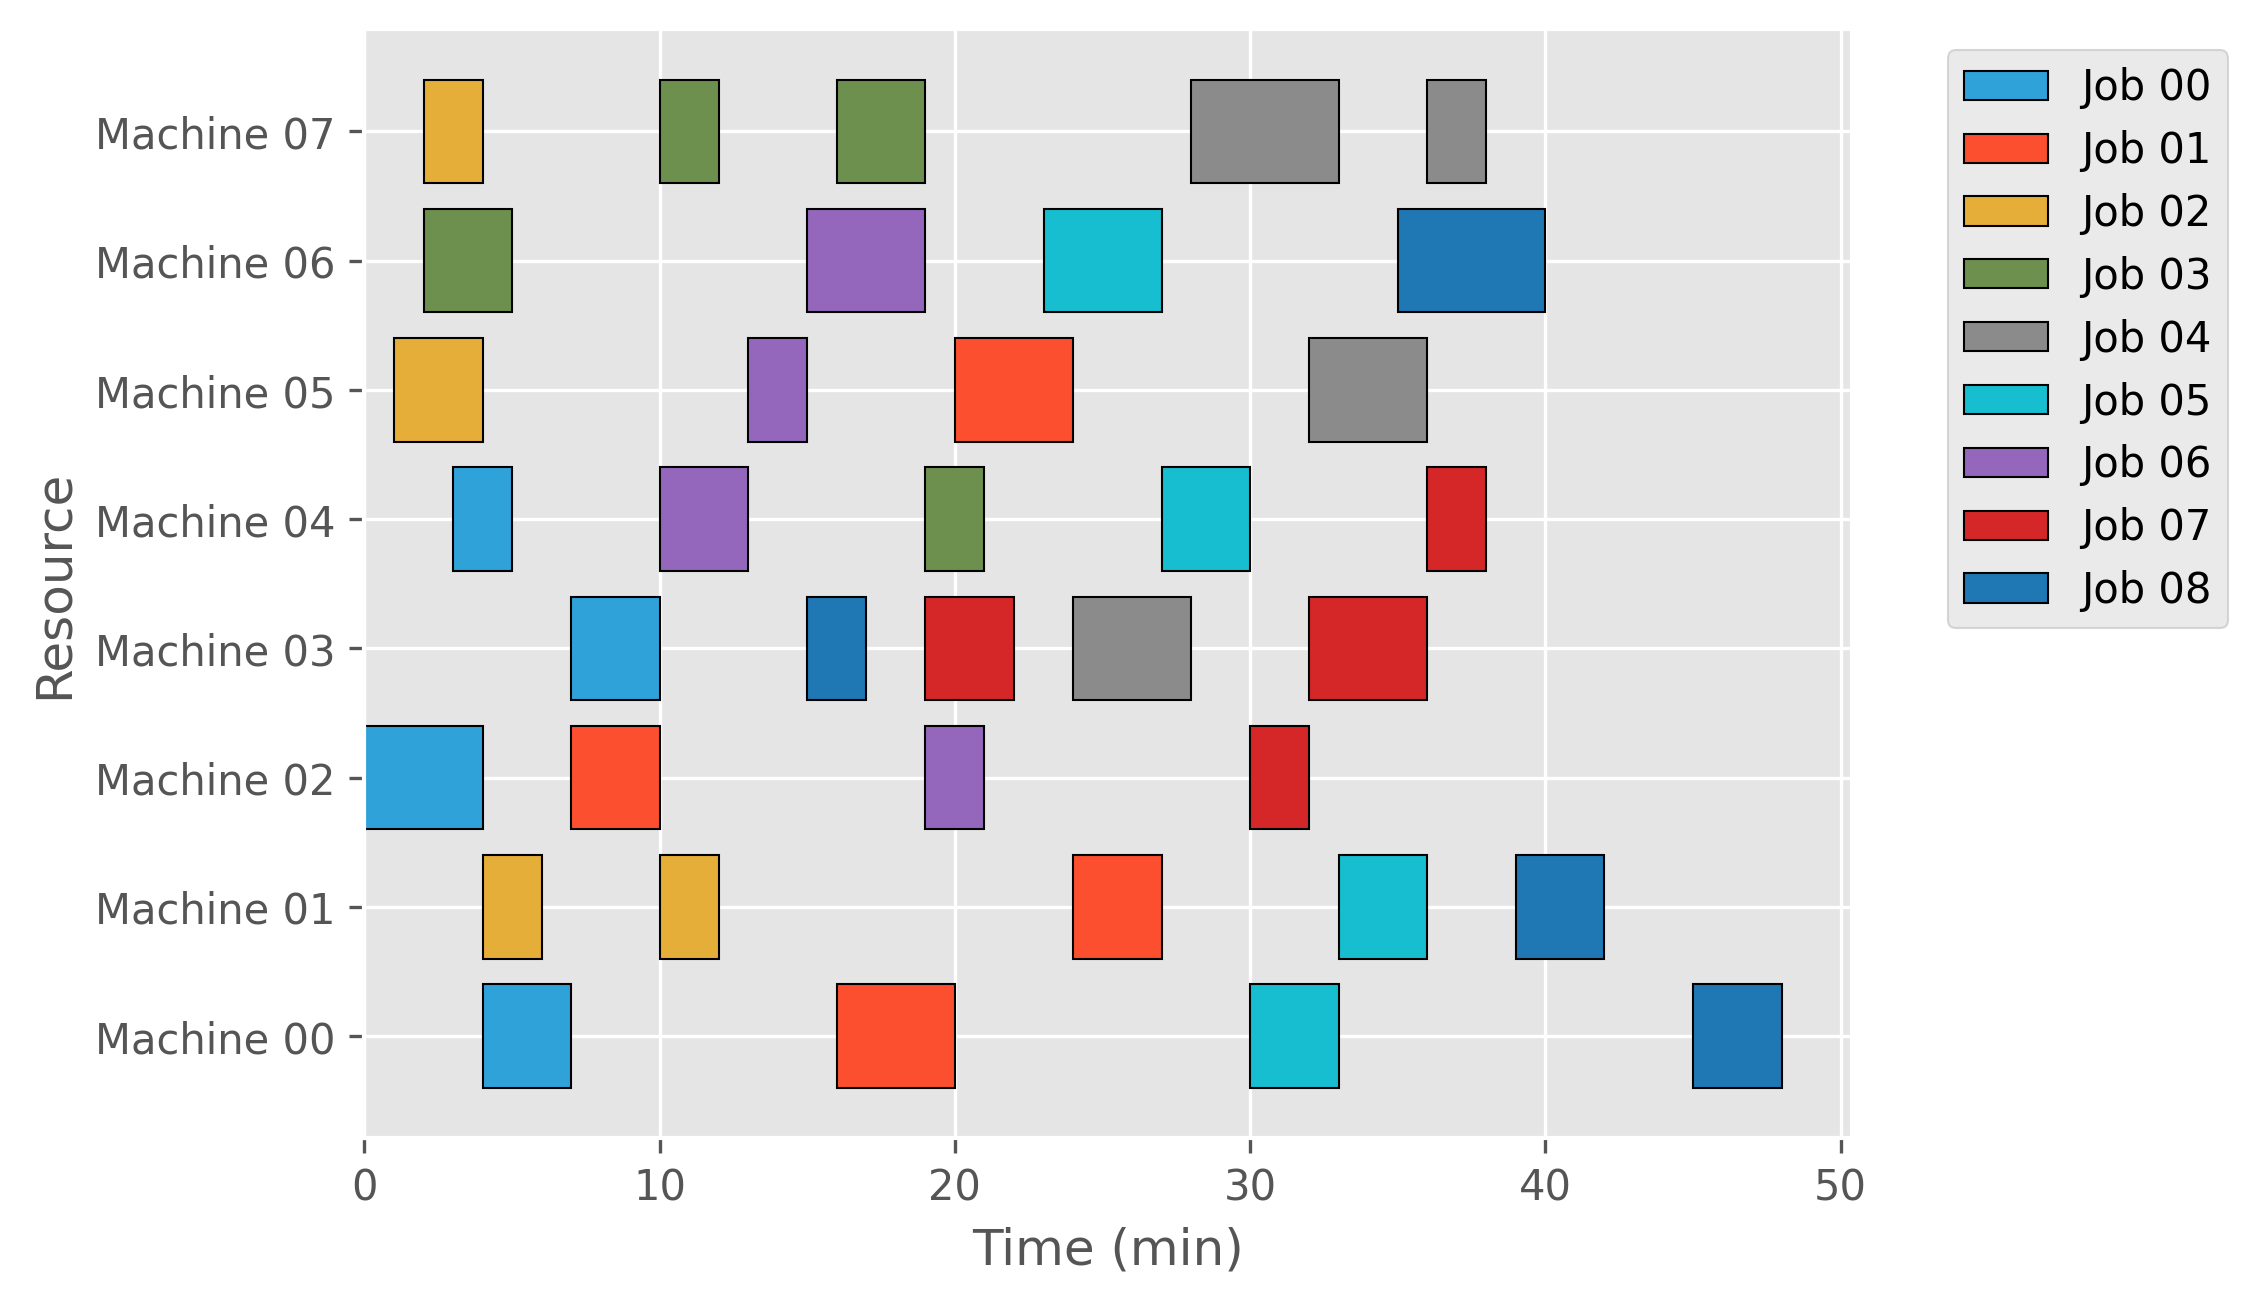 Machine 07
Machine 06
Machine 05
Machine 04
Machine 03
Machine 02
Machine 01
Machine 00
Resource
0 10 20 30 40 50
Time (min)
Job 00
Job 01
Job 02
Job 03
Job 04
Job 05
Job 06
Job 07
Job 08